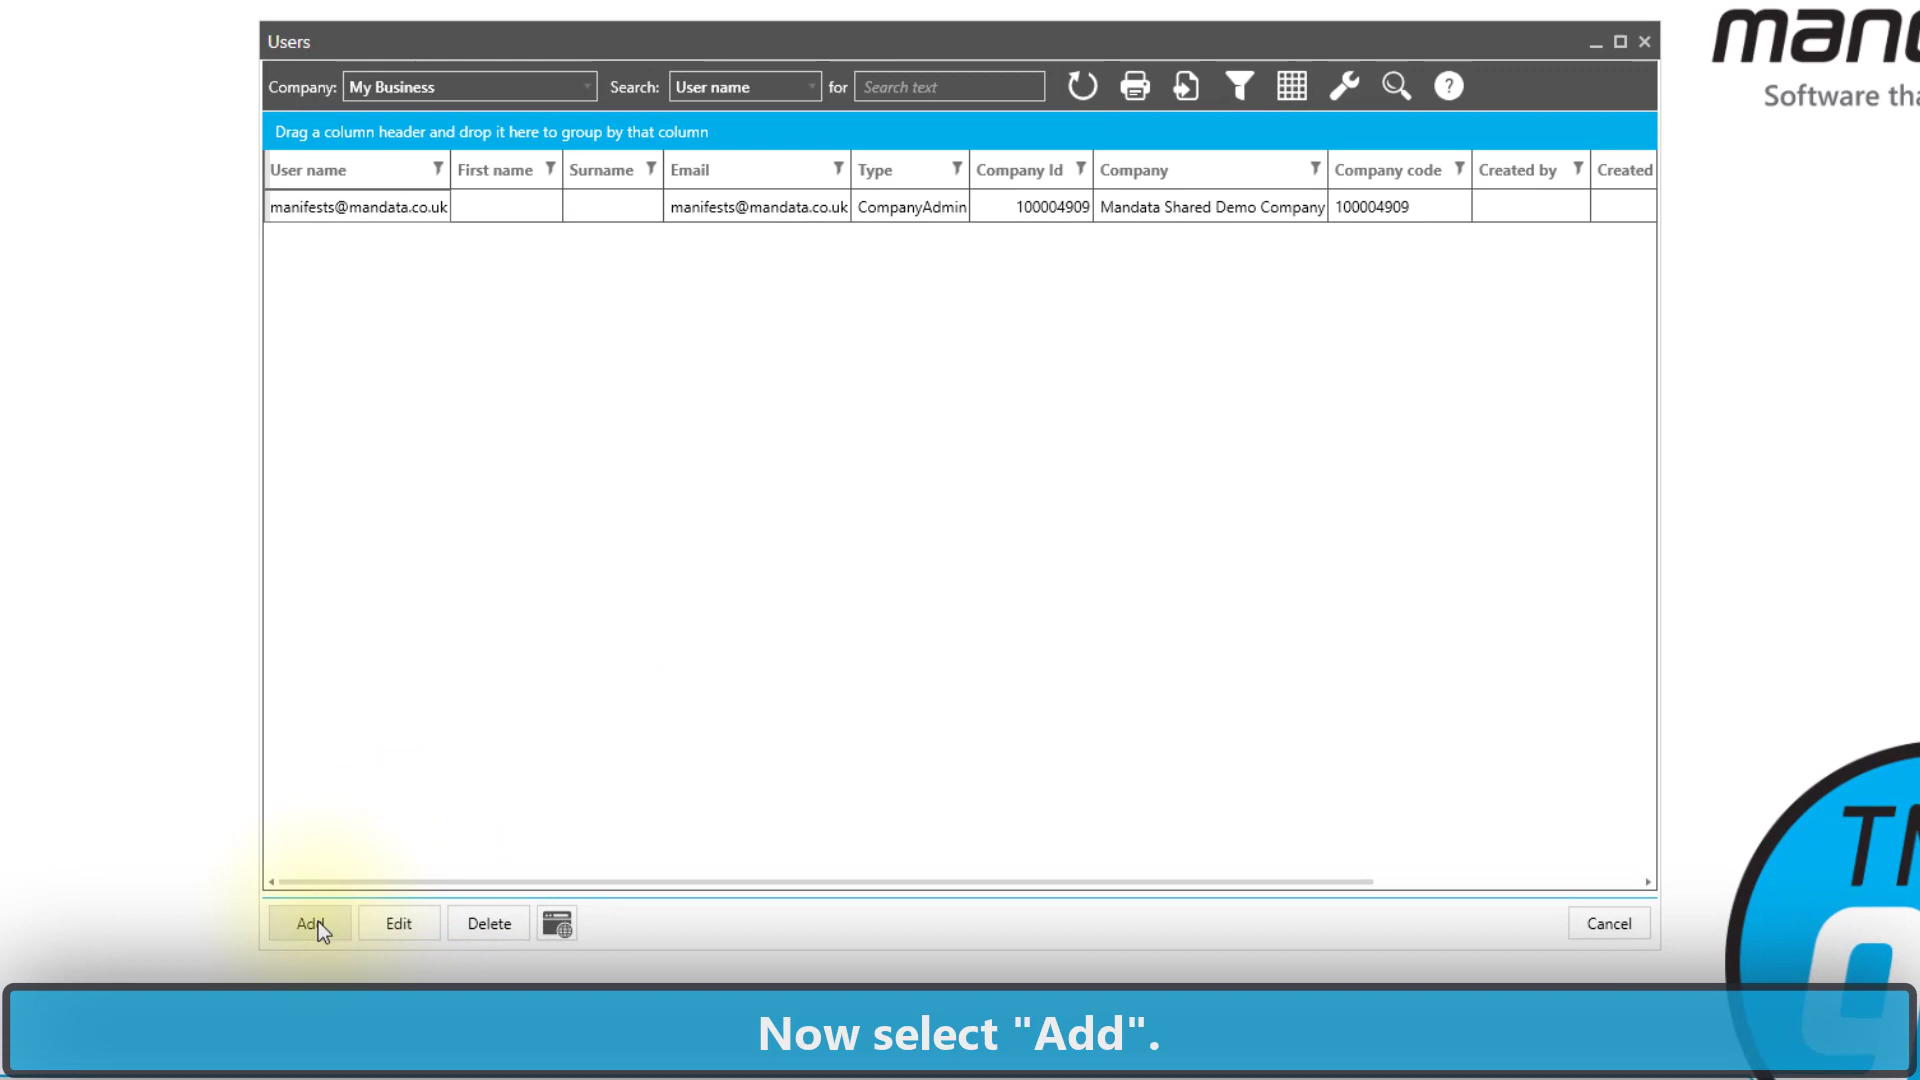 Users
Company: My Business Search: User name for Search text ?
Drag a column header and drop it here to group by that column
User name First name Surname Email Type Company Id Company Company code Created by Created
manifests@mandata.co.uk manifests@mandata.co.uk CompanyAdmin 100004909 Mandata Shared Demo Company 100004909
Add Edit Delete Cancel
Now select "Add".
Software tha
TM